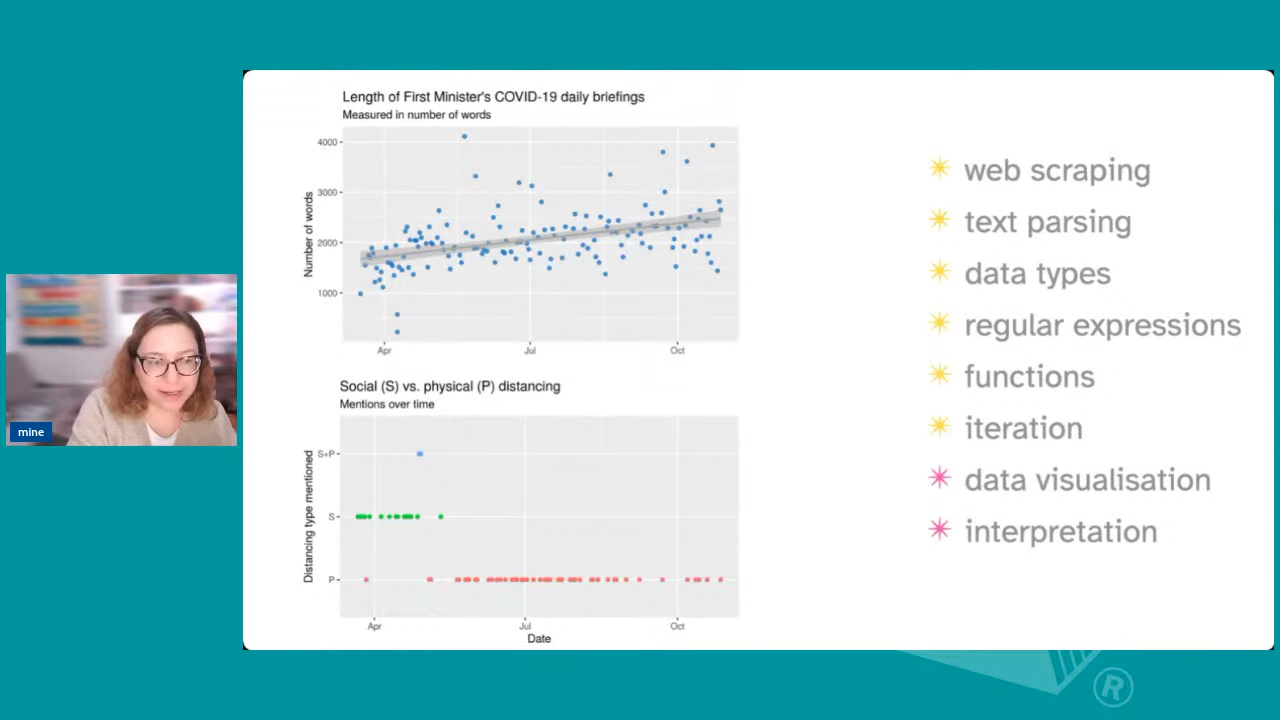 Length of First Minister's COVID-19 daily briefings
Measured in number of words
4000
3000
2000
1000
Number of words
Apr
Jul
Oct
Social (S) vs. physical (P) distancing
Mentions over time
S+P
S
P
Distancing type mentioned
Apr
Jul
Oct
Date
web scraping
text parsing
data types
regular expressions
functions
iteration
data visualisation
interpretation
mine
®